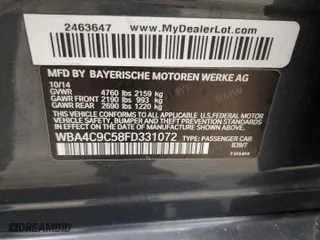 2463647
www.MyDealerLot.com
MFD BY BAYERISCHE MOTOREN WERKE AG
10/14
GVWR 4760 lbs 2159 kg
GAWR FRONT 2190 lbs 993 kg
GAWR REAR 2690 lbs 1220 kg
THIS VEHICLE CONFORMS TO ALL APPLICABLE U.S. FEDERAL MOTOR
VEHICLE SAFETY, BUMPER, AND THEFT PREVENTION STANDARDS
IN EFFECT ON THE DATE OF MANUFACTURE SHOWN ABOVE.
WBA4C9C58FD331072 TYPE: PASSENGER CAR
839/7
© DREAMBID